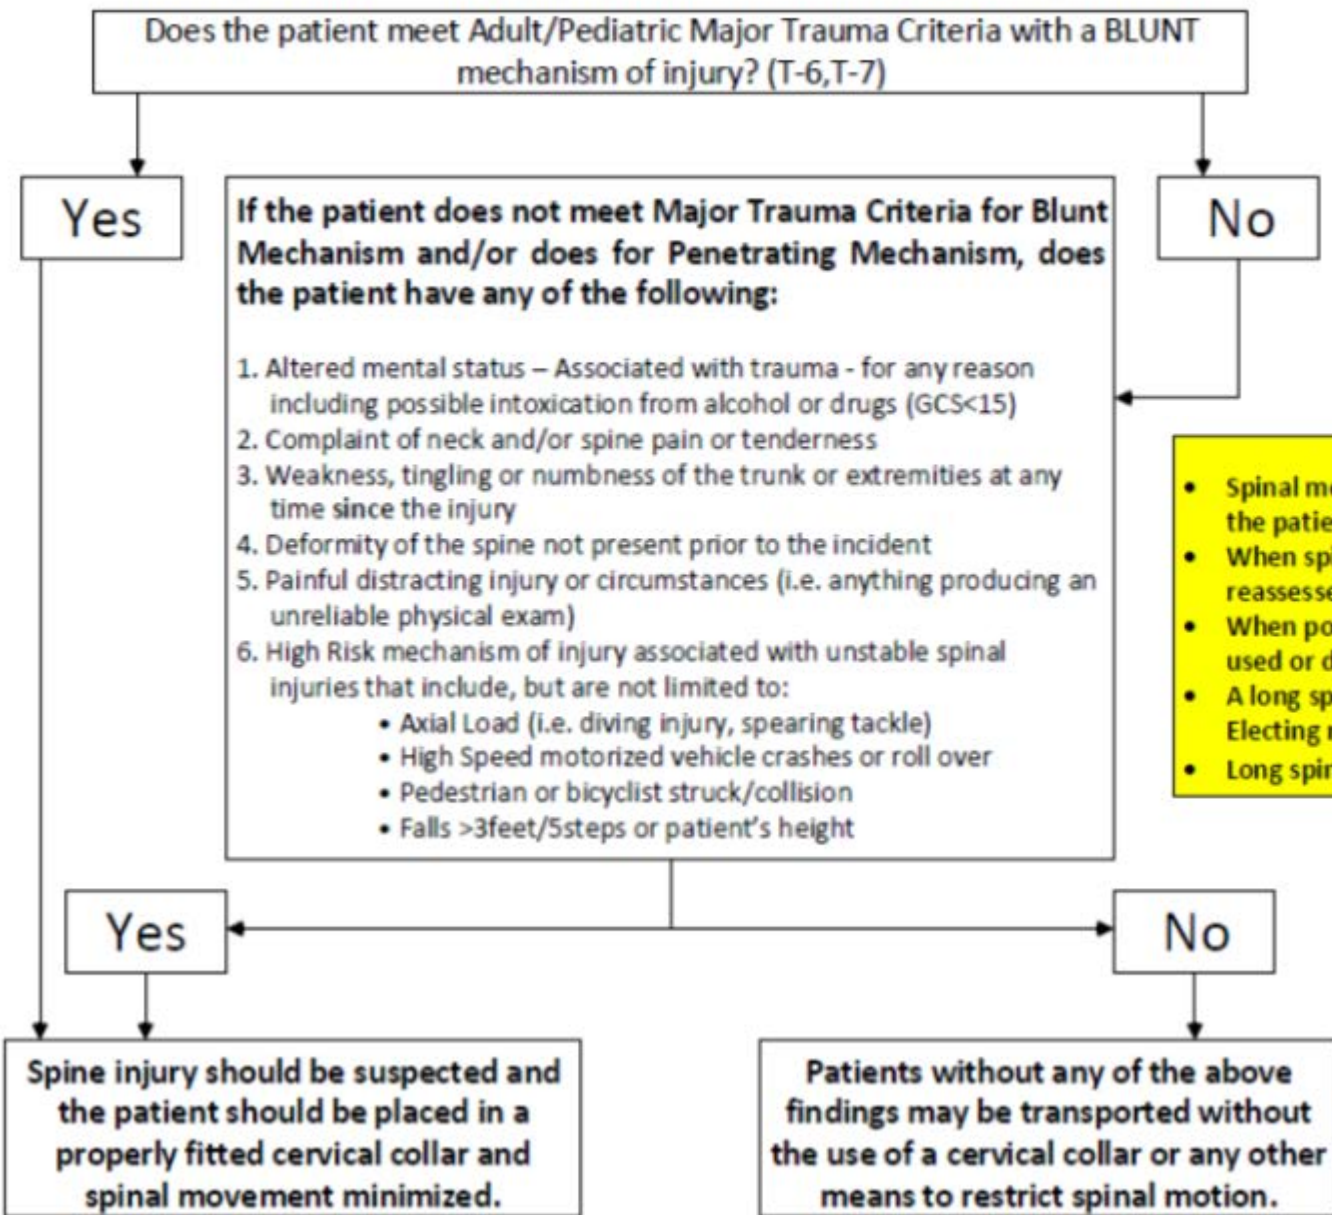 Does the patient meet Adult/Pediatric Major Trauma Criteria with a BLUNT
mechanism of injury? (T-6,T-7)
Yes
No
If the patient does not meet Major Trauma Criteria for Blunt
Mechanism and/or does for Penetrating Mechanism, does
the patient have any of the following:
1. Altered mental status – Associated with trauma - for any reason
including possible intoxication from alcohol or drugs (GCS<15)
2. Complaint of neck and/or spine pain or tenderness
3. Weakness, tingling or numbness of the trunk or extremities at any
time since the injury
4. Deformity of the spine not present prior to the incident
5. Painful distracting injury or circumstances (i.e. anything producing an
unreliable physical exam)
6. High Risk mechanism of injury associated with unstable spinal
injuries that include, but are not limited to:
• Axial Load (i.e. diving injury, spearing tackle)
• High Speed motorized vehicle crashes or roll over
• Pedestrian or bicyclist struck/collision
• Falls >3feet/5steps or patient's height
• Spinal
the
• When
• When
used or
• A long
Electing
• Long
Yes
No
Spine injury should be suspected and
the patient should be placed in a
properly fitted cervical collar and
spinal movement minimized.
Patients without any of the above
findings may be transported without
the use of a cervical collar or any other
means to restrict spinal motion.